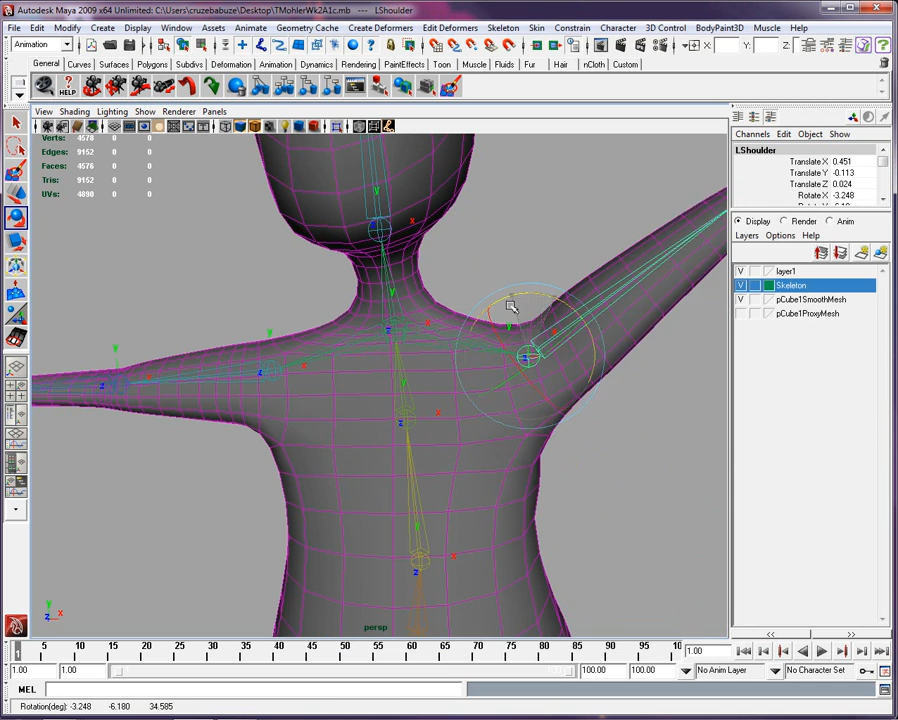 Autodesk Maya 2009 x64 Unlimited: C:\Users\cruzebabuze\Desktop\TMohlerWk2A1c.mb --- LShoulder
File Edit Modify Create Display Window Assets Animate Geometry Cache Create Deformers Edit Deformers Skeleton Skin Constrain Character 3D Control BodyPaint3D Muscle Help
Animation X: Y: Z:
General Curves Surfaces Polygons Subdivs Deformation Animation Dynamics Rendering PaintEffects Toon Muscle Fluids Fur Hair nCloth Custom
HELP
View Shading Lighting Show Renderer Panels
Verts: 4578 0 0
Edges: 9152 0 0
Faces: 4576 0 0
Tris: 9152 0 0
UVs: 4890 0 0
Channels Edit Object Show
LShoulder
Translate X 0.451
Translate Y -0.113
Translate Z 0.024
Rotate X -3.248
Display Render Anim
Layers Options Help
V layer1
V Skeleton
V pCube1SmoothMesh
pCube1ProxyMesh
y
x
y
x
y
x
y
x
z
y
x
z
y
x
z
y
x
z
y
x
z
y
z x
persp
5 10 15 20 25 30 35 40 45 50 55 60 65 70 75 80 85 90 95 1.00
1.00 1.00 100.00 100.00 No Anim Layer No Character Set
MEL
Rotation(deg): -3.248 -6.180 34.585